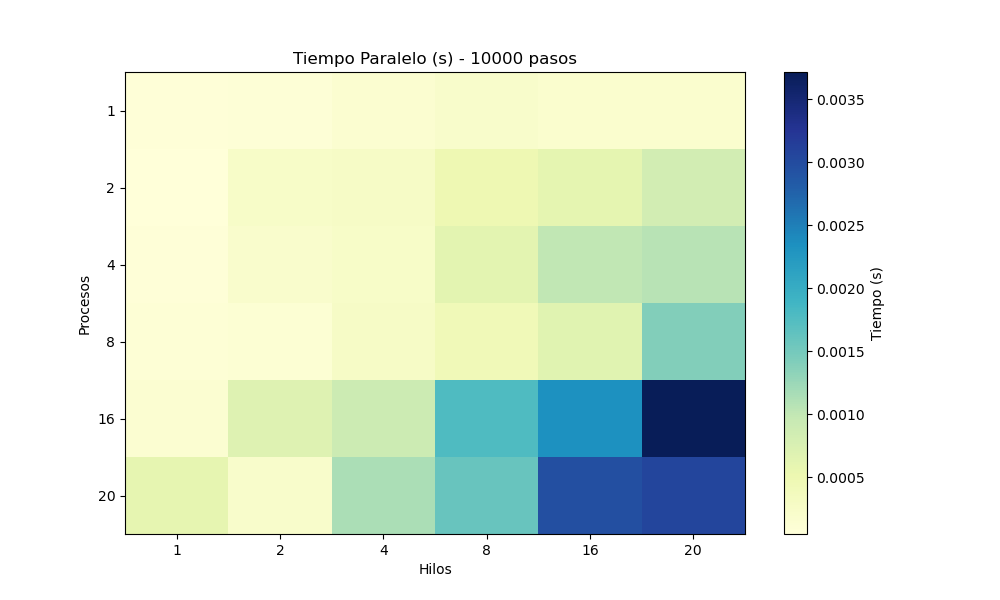 Tiempo Paralelo (s) - 10000 pasos
Procesos
1
2
4
8
16
20
1 2 4 8 16 20
Hilos
0.0035
0.0030
0.0025
0.0020
0.0015
0.0010
0.0005
Tiempo (s)